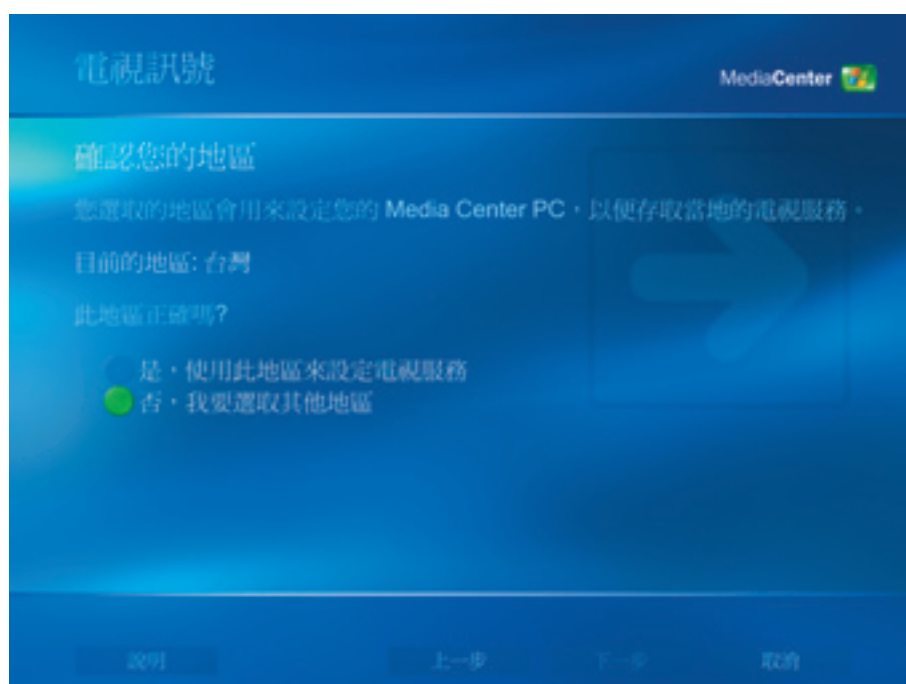 電視訊號
MediaCenter
確認您的地區
您選取的地區會用來設定您的 Media Center PC，以便存取當地的電視服務。
目前的地區: 台灣
此地區正確嗎?
是，使用此地區來設定電視服務
否，我要選取其他地區
說明 上一步 下一步 取消